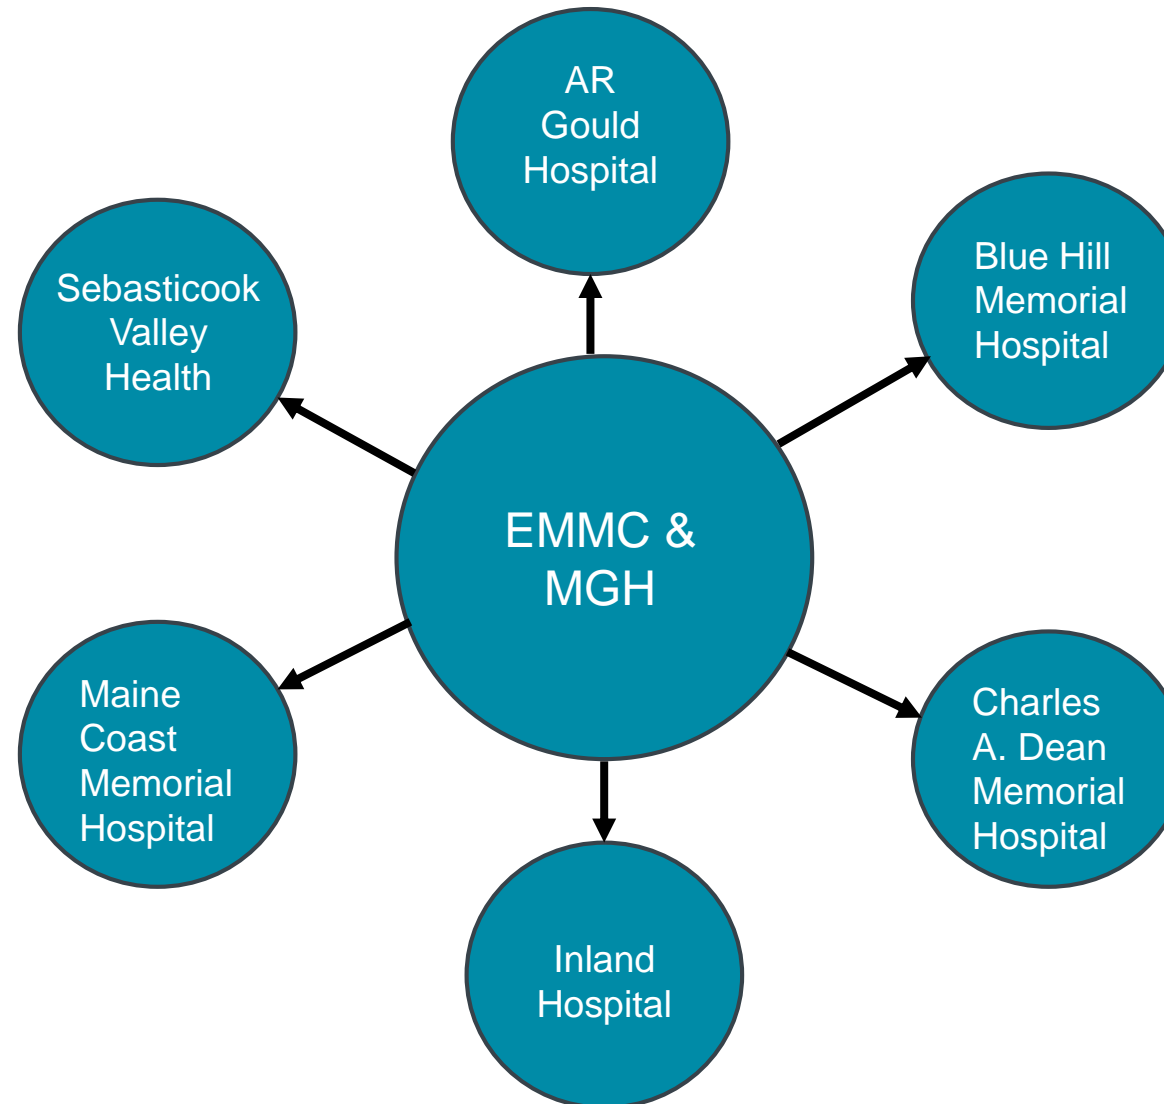 AR
Gould
Hospital
Blue Hill
Memorial
Hospital
Sebasticook
Valley
Health
EMMC &
MGH
Maine
Coast
Memorial
Hospital
Charles
A. Dean
Memorial
Hospital
Inland
Hospital